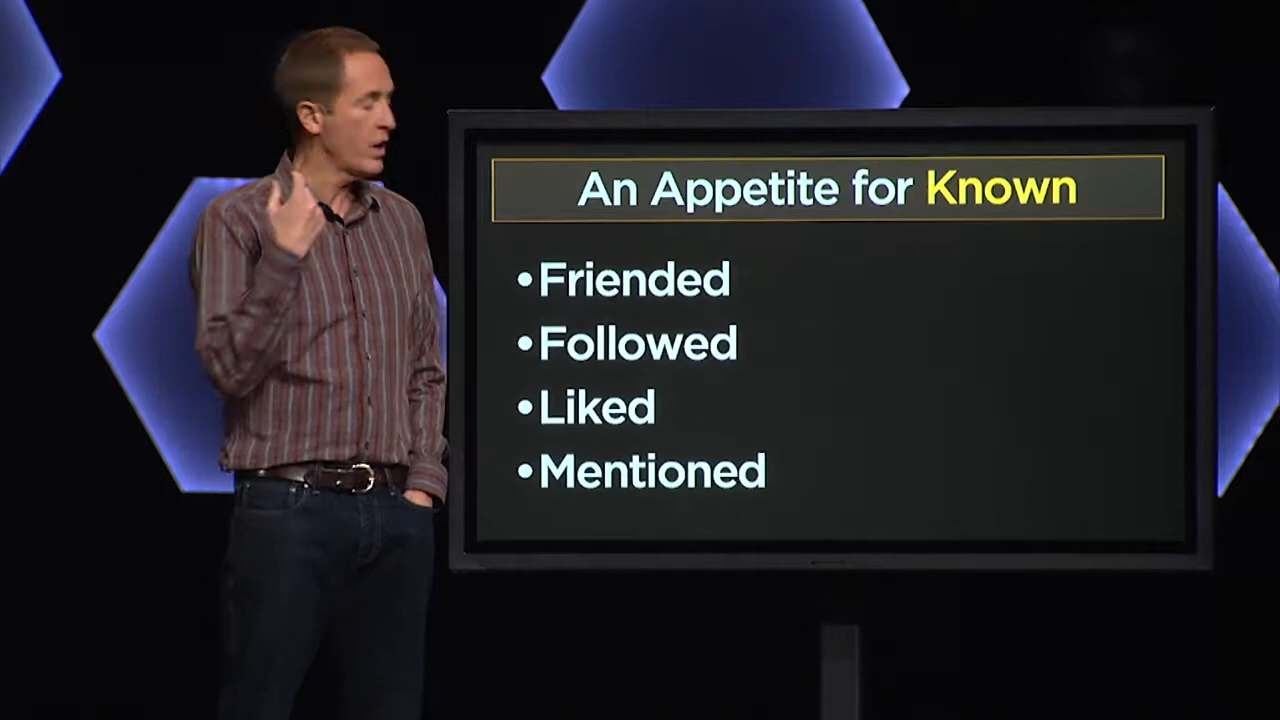 An Appetite for Known
•Friended
•Followed
•Liked
•Mentioned